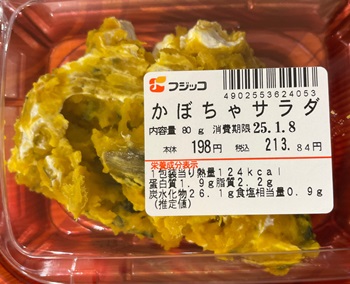 フジッコ
4902553624053
かぼちゃサラダ
内容量 80 g 消費期限 25.1.8
本体 198円 税込 213.84円
栄養成分表示
1包装当り熱量124kcal
蛋白質1.9g脂質2.2g
炭水化物26.1g食塩相当量0.9g
(推定値)